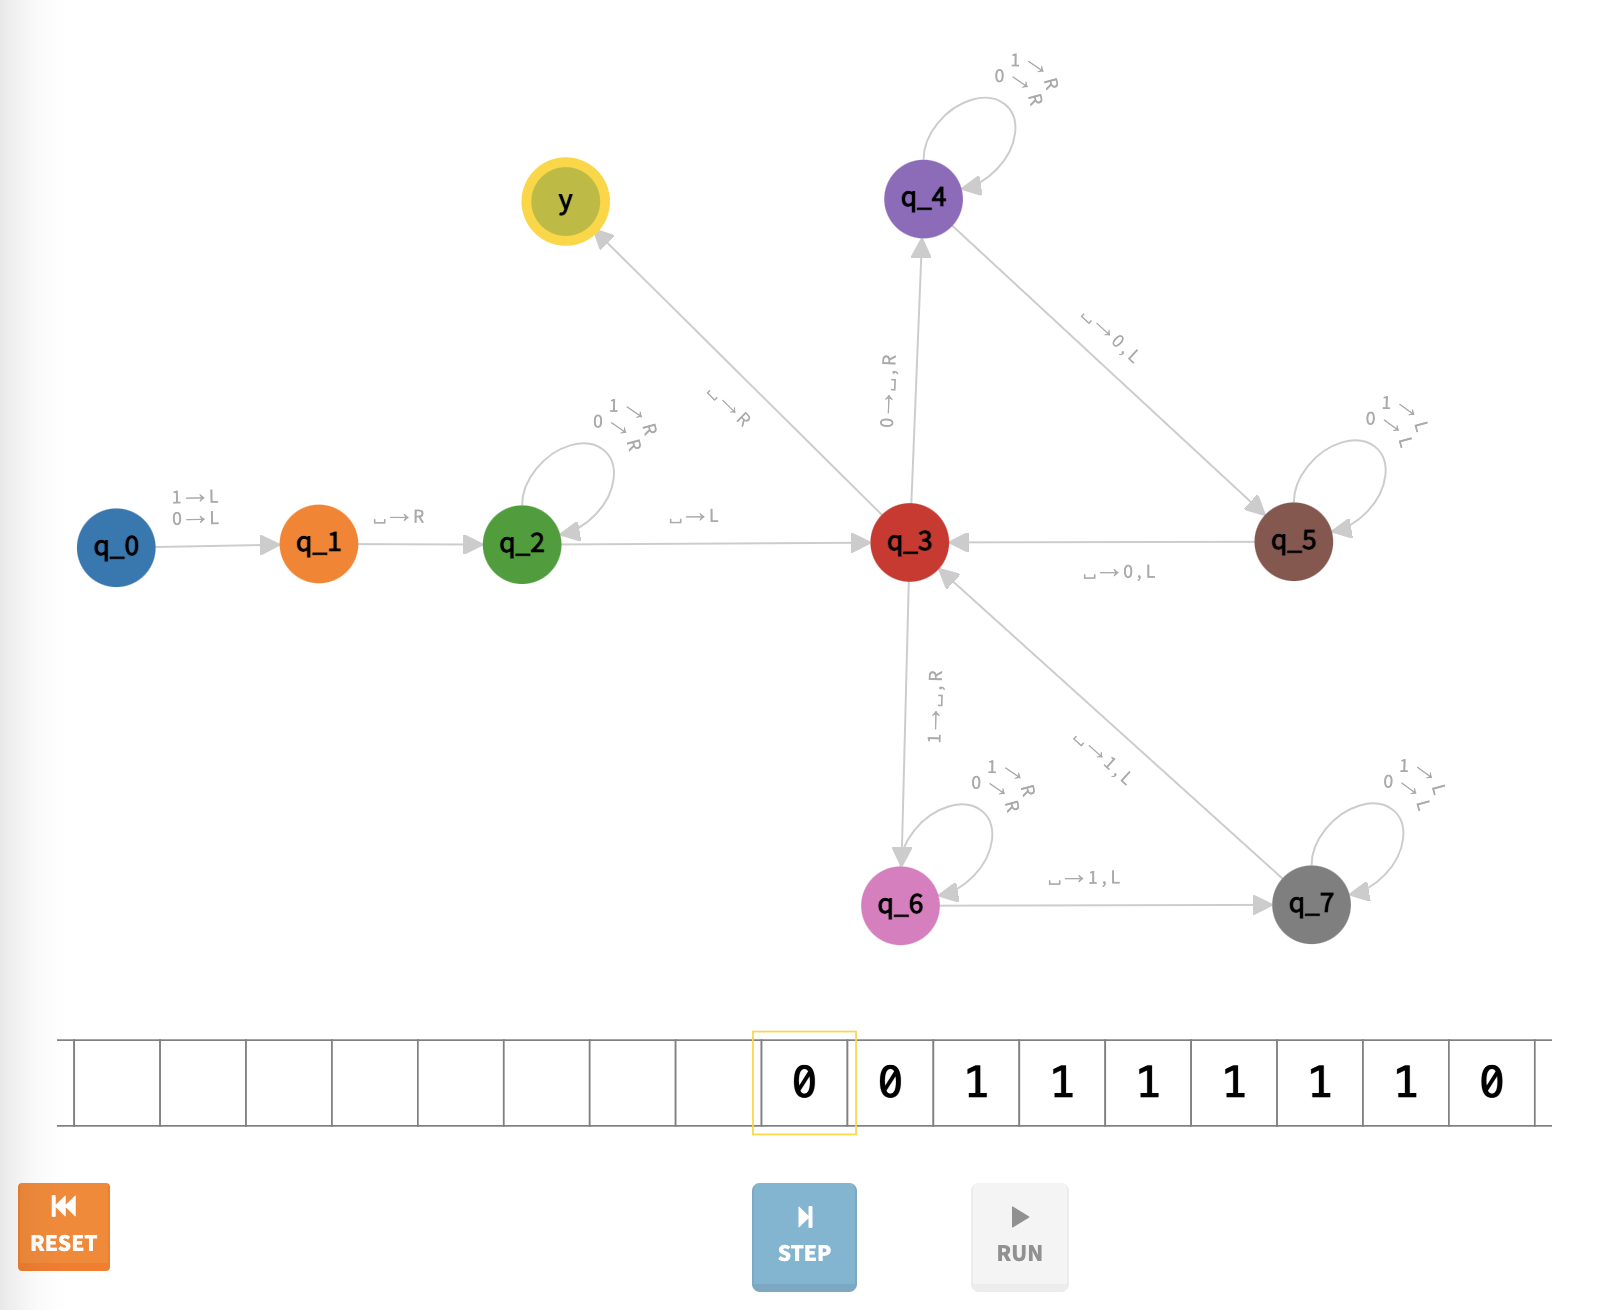 1→R
0→R
y
q_4
␣→0,L
0→␣,R
␣→R
1→R
0→R
1→L
0→L
1→L
0→L
q_0
q_1
␣→R
q_2
␣→L
q_3
q_5
␣→0,L
1→␣,R
␣→1,L
1→R
0→R
1→L
0→L
q_6
␣→1,L
q_7
0 0 1 1 1 1 1 1 0
RESET
STEP
RUN